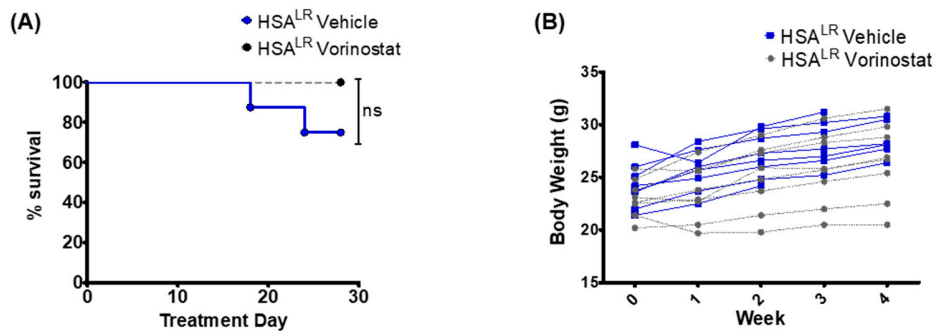 (A)
HSA^LR Vehicle
HSA^LR Vorinostat
% survival
100
80
60
40
20
0
ns
0 10 20 30
Treatment Day
(B)
HSA^LR Vehicle
HSA^LR Vorinostat
Body Weight (g)
35
30
25
20
15
0 1 2 3 4
Week